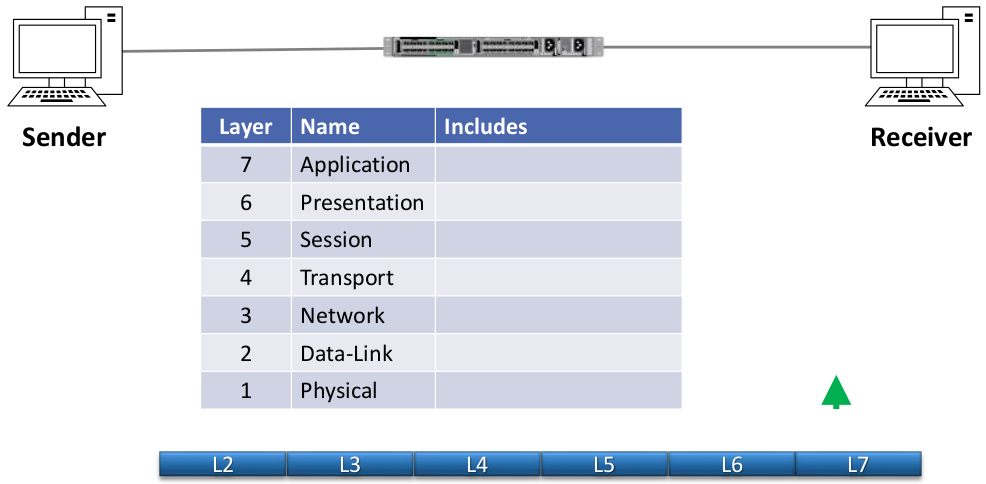 Sender
Receiver
Layer Name Includes
7 Application
6 Presentation
5 Session
4 Transport
3 Network
2 Data-Link
1 Physical
L2 L3 L4 L5 L6 L7